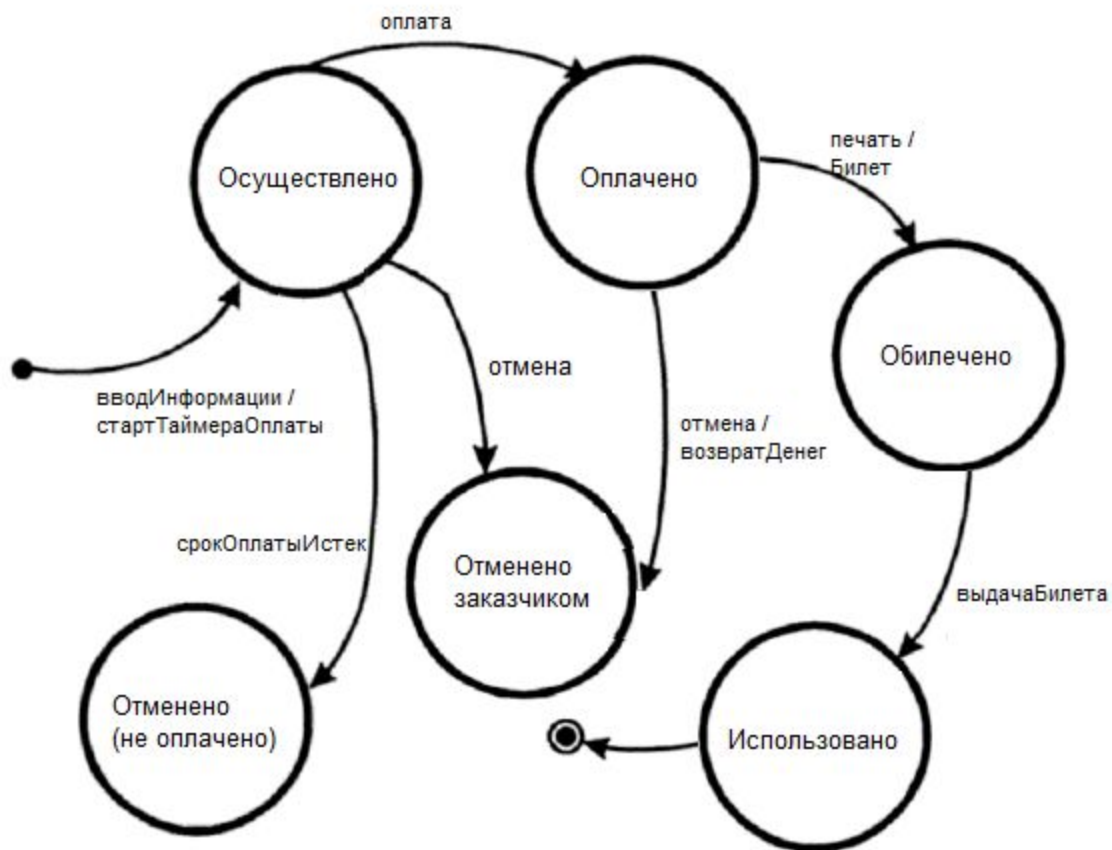 оплата
Осуществлено
Оплачено
печать /
Билет
Обилечено
вводИнформации /
стартТаймераОплаты
отмена
отмена /
возвратДенег
срокОплатыИстек
Отменено
заказчиком
выдачаБилета
Отменено
(не оплачено)
Использовано